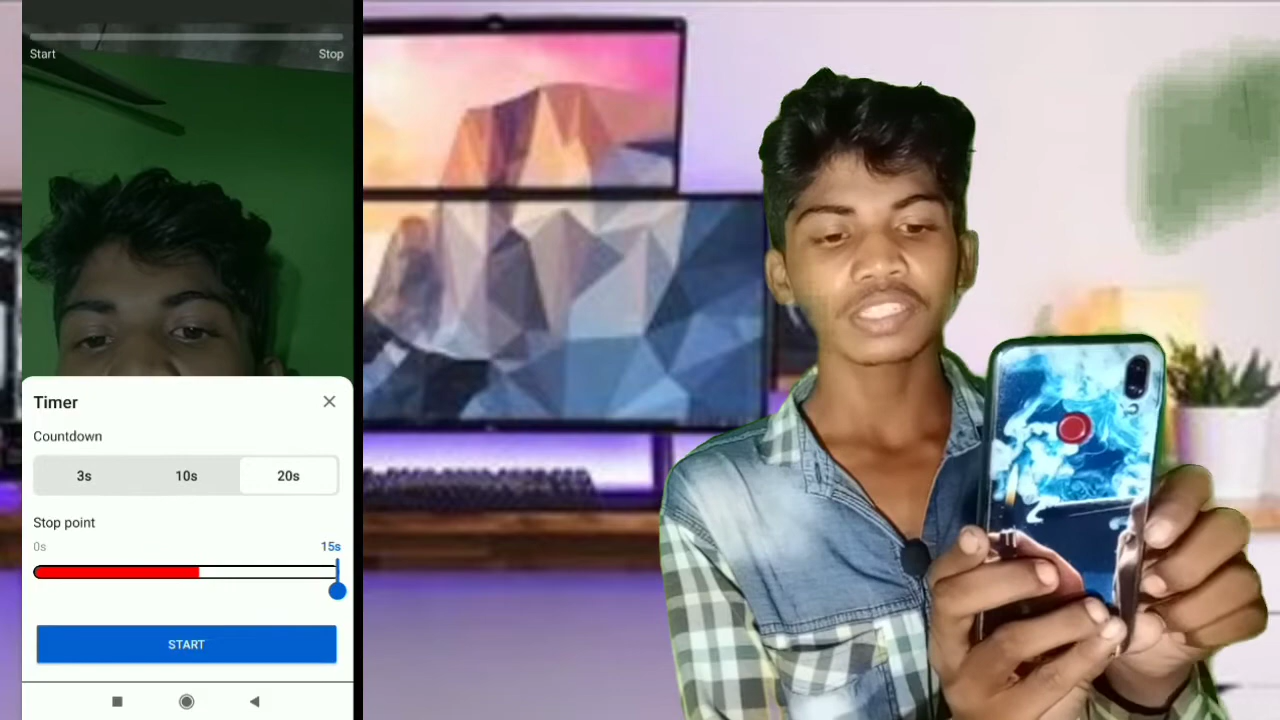 Start
Stop
Timer
Countdown
3s
10s
20s
Stop point
0s
15s
START